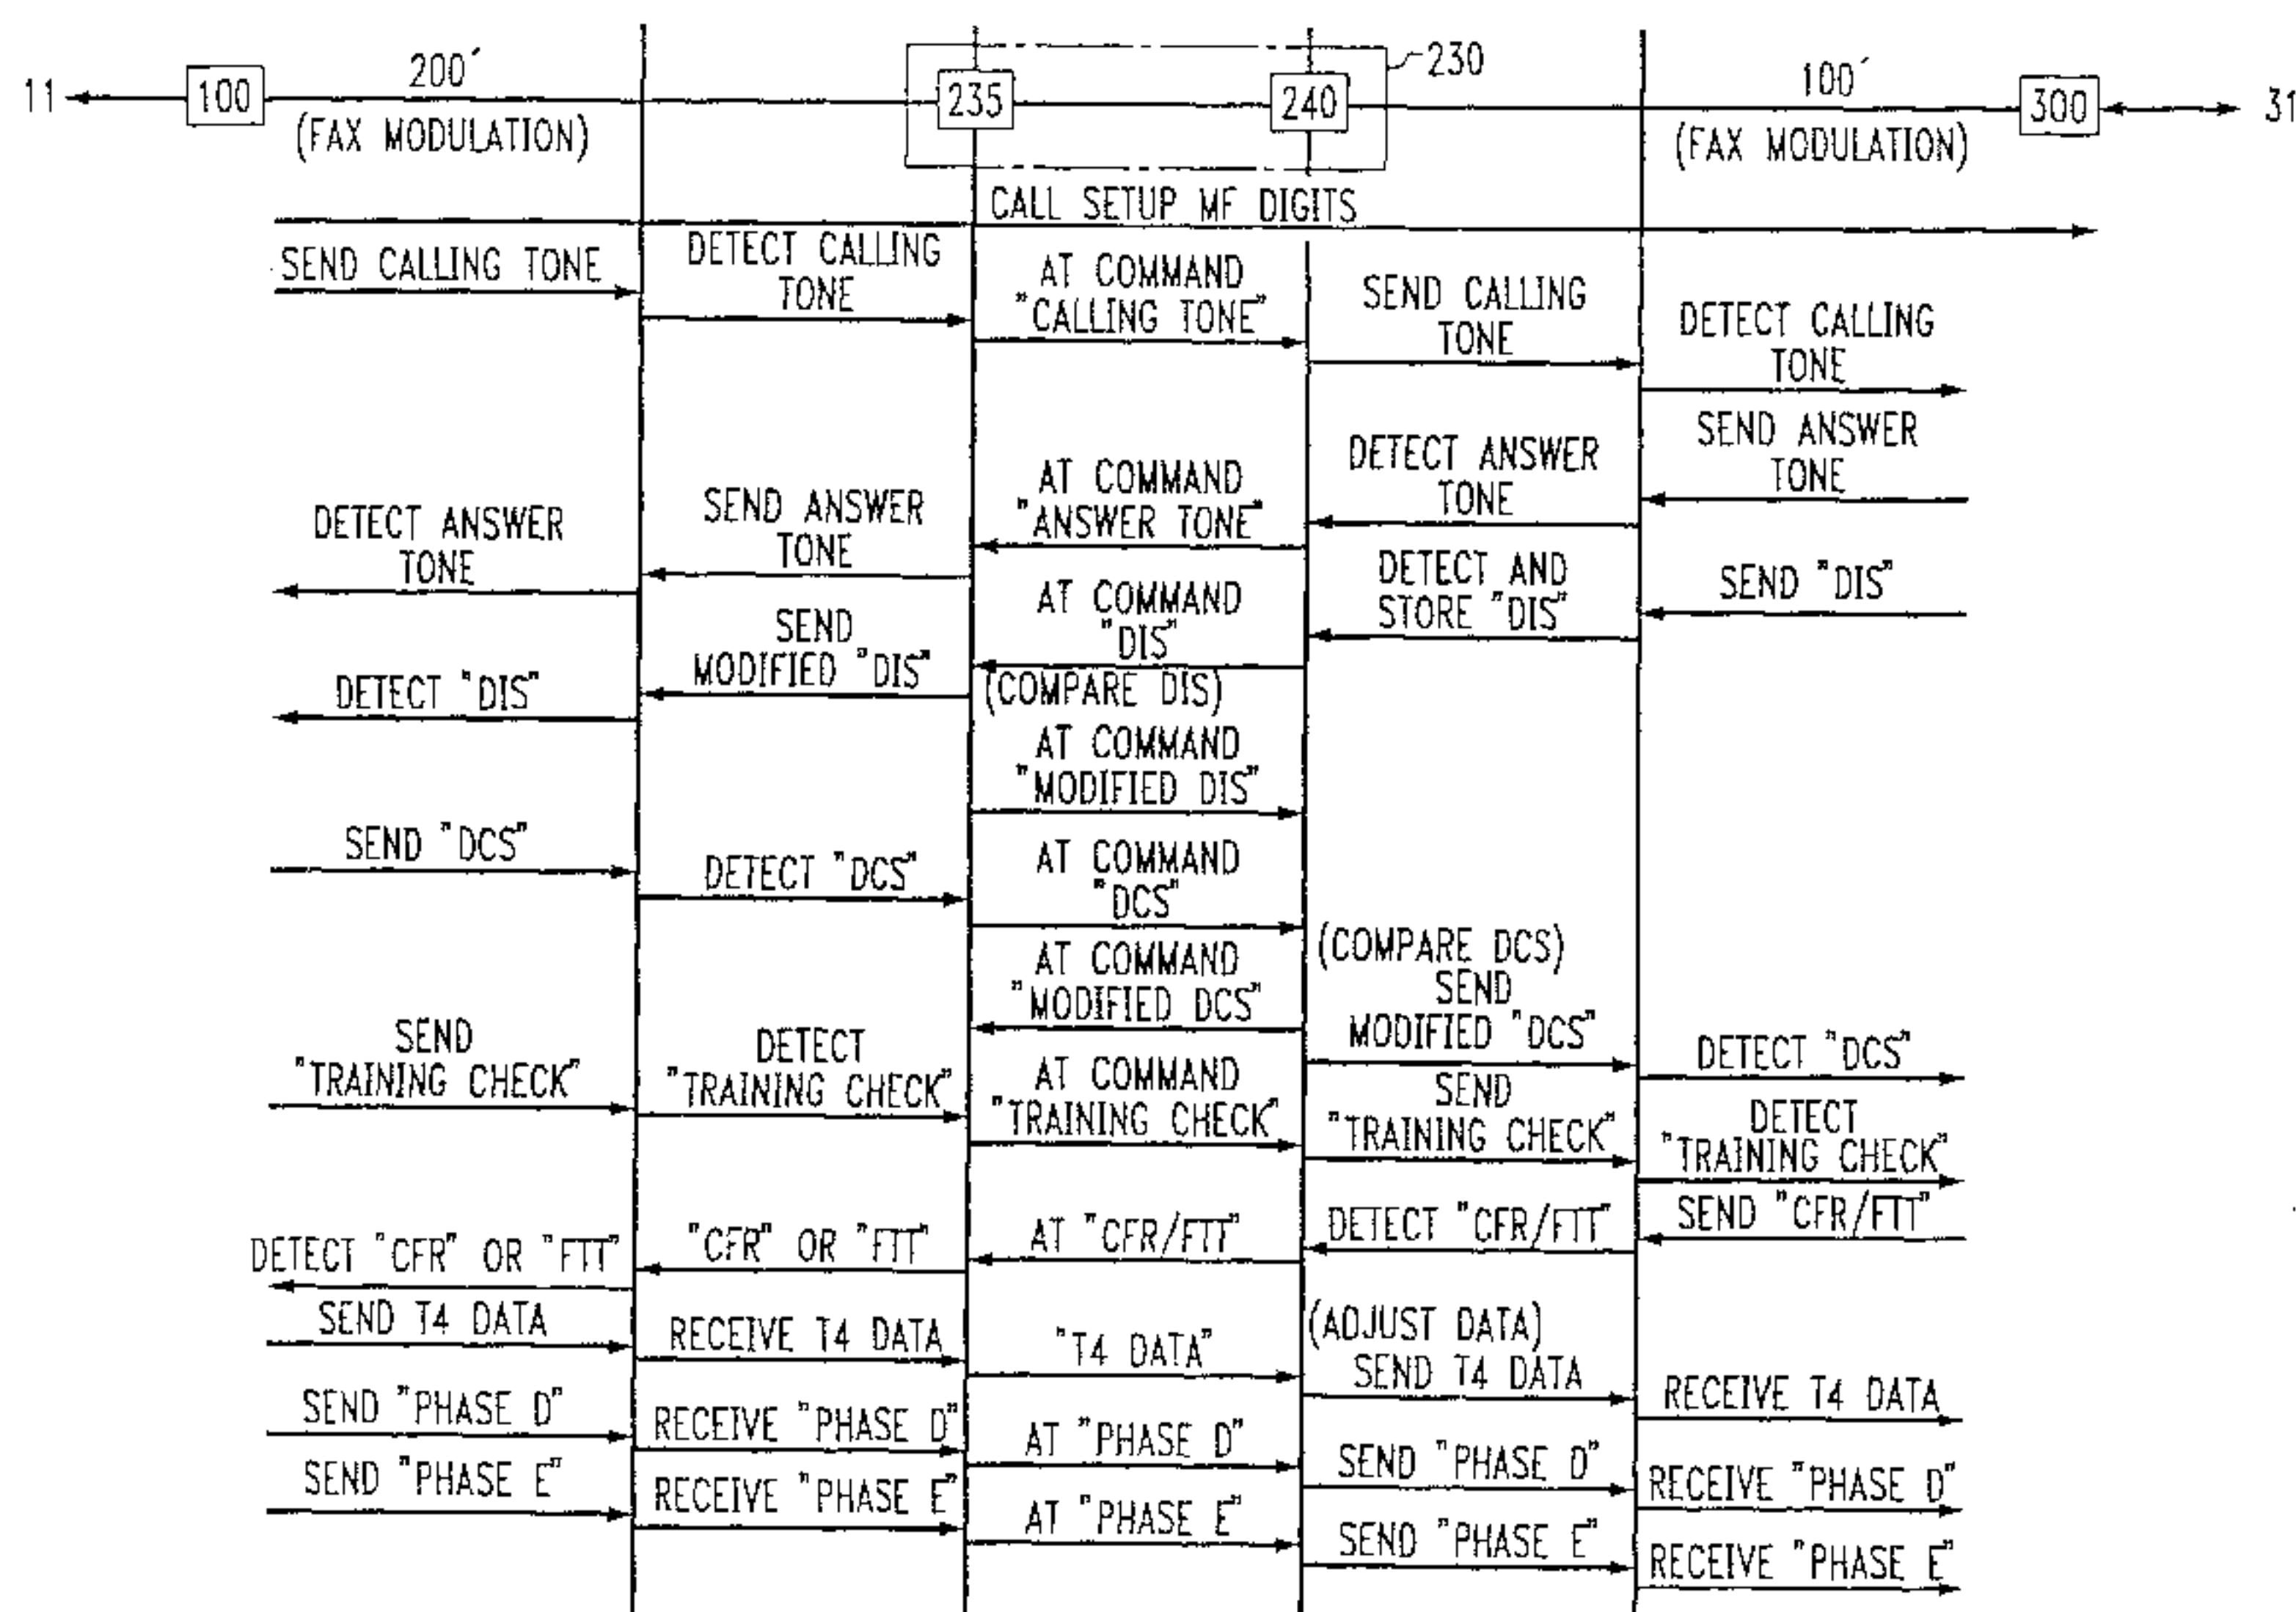 11
100
200′
(FAX MODULATION)
235
240
230
100′
(FAX MODULATION)
300
31
CALL SETUP MF DIGITS
SEND CALLING TONE
DETECT CALLING
TONE
AT COMMAND
"CALLING TONE"
SEND CALLING
TONE
DETECT CALLING
TONE
SEND ANSWER
TONE
DETECT ANSWER
TONE
AT COMMAND
"ANSWER TONE"
SEND ANSWER
TONE
DETECT ANSWER
TONE
SEND "DIS"
DETECT AND
STORE "DIS"
AT COMMAND
"DIS"
(COMPARE DIS)
SEND
MODIFIED "DIS"
DETECT "DIS"
AT COMMAND
"MODIFIED DIS"
SEND "DCS"
DETECT "DCS"
AT COMMAND
"DCS"
(COMPARE DCS)
AT COMMAND
"MODIFIED DCS"
SEND
MODIFIED "DCS"
DETECT "DCS"
SEND
"TRAINING CHECK"
DETECT
"TRAINING CHECK"
AT COMMAND
"TRAINING CHECK"
SEND
"TRAINING CHECK"
DETECT
"TRAINING CHECK"
SEND "CFR/FTT"
DETECT "CFR/FTT"
AT "CFR/FTT"
"CFR" OR "FTT"
DETECT "CFR" OR "FTT"
SEND T4 DATA
RECEIVE T4 DATA
"T4 DATA"
(ADJUST DATA)
SEND T4 DATA
RECEIVE T4 DATA
SEND "PHASE D"
RECEIVE "PHASE D"
AT "PHASE D"
SEND "PHASE D"
RECEIVE "PHASE D"
SEND "PHASE E"
RECEIVE "PHASE E"
AT "PHASE E"
SEND "PHASE E"
RECEIVE "PHASE E"